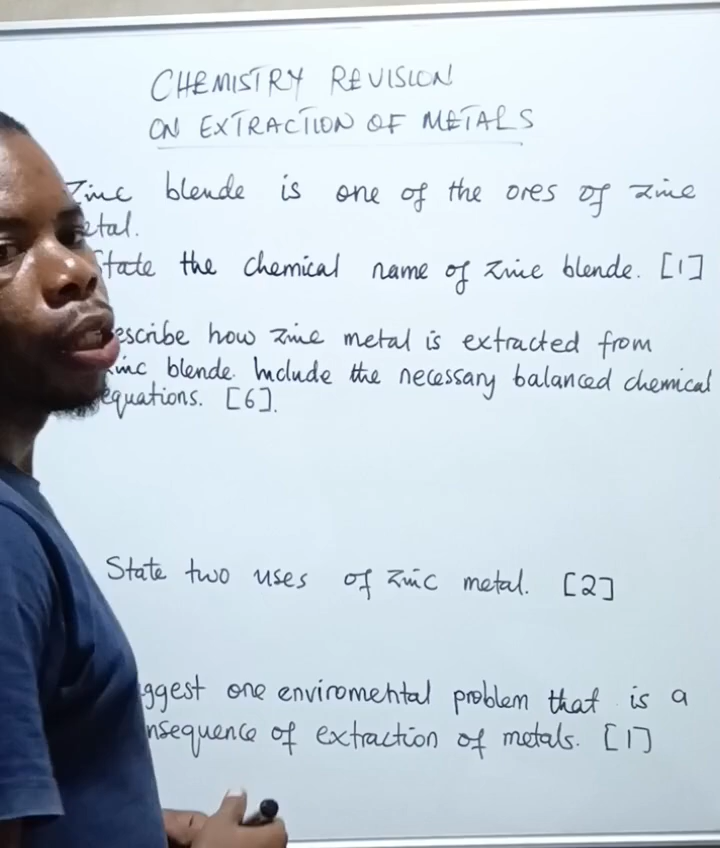 CHEMISTRY REVISION
ON EXTRACTION OF METALS
Zinc blende is one of the ores of zinc
etal.
State the chemical name of zinc blende. [1]
escribe how zinc metal is extracted from
inc blende. Include the necessary balanced chemical
equations. [6].
State two uses of zinc metal. [2]
ggest one enviromental problem that is a
nsequence of extraction of metals. [1]